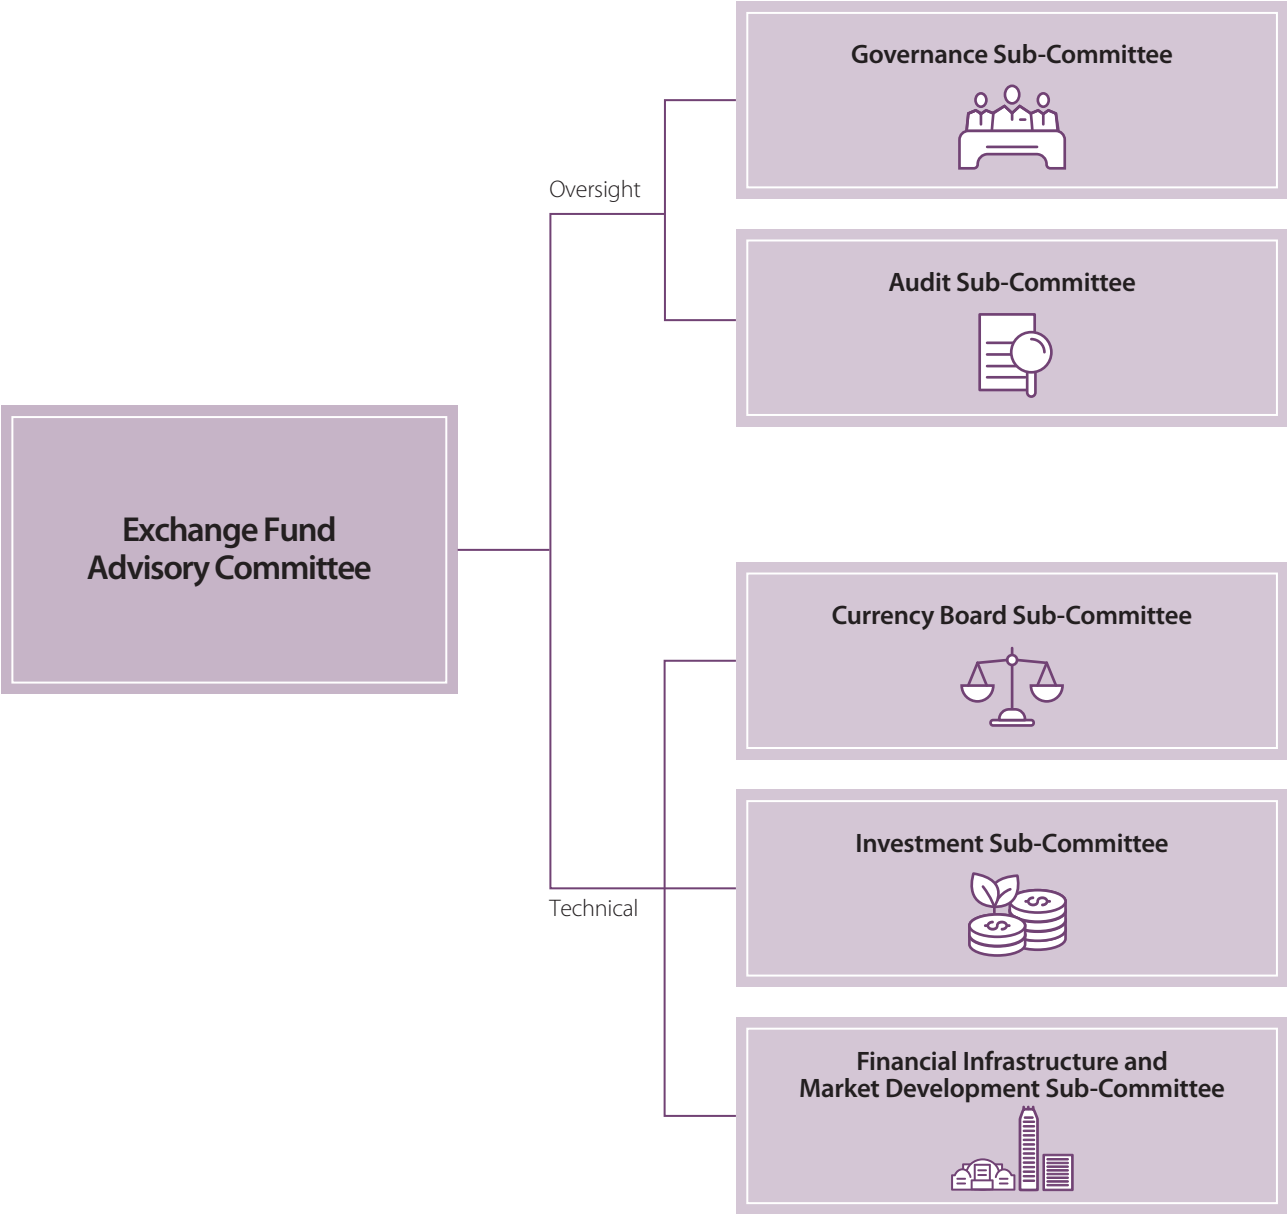 Exchange Fund
Advisory Committee
Oversight
Governance Sub-Committee
Audit Sub-Committee
Technical
Currency Board Sub-Committee
Investment Sub-Committee
$
$
Financial Infrastructure and
Market Development Sub-Committee